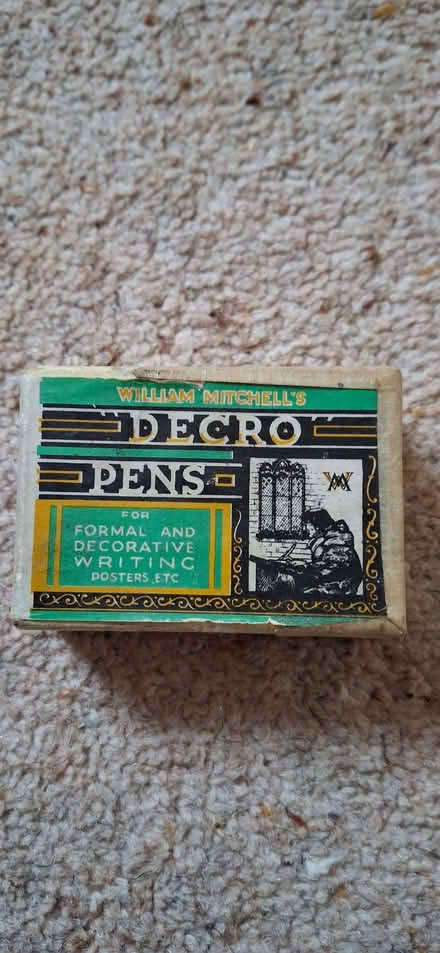 WILLIAM MITCHELL'S
DECRO
PENS
FOR
FORMAL AND
DECORATIVE
WRITING
POSTERS, ETC
WM